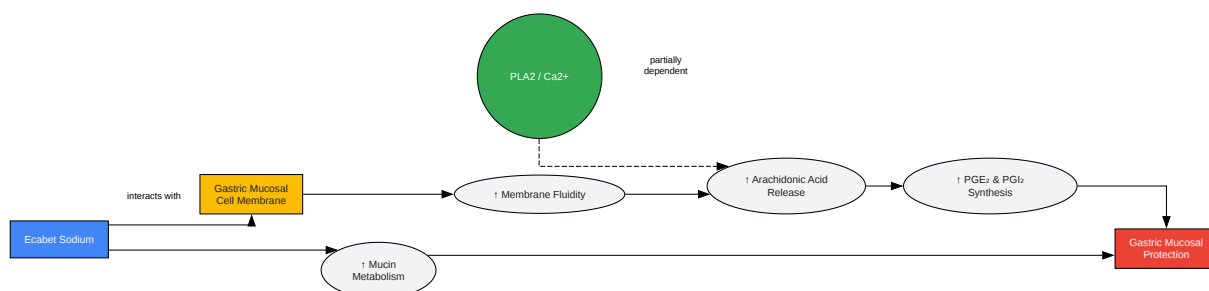 PLA2 / Ca2+
partially
dependent
interacts with
Gastric Mucosal
Cell Membrane
↑ Membrane Fluidity
↑ Arachidonic Acid
Release
↑ PGE₂ & PGI₂
Synthesis
Ecabet Sodium
↑ Mucin
Metabolism
Gastric Mucosal
Protection